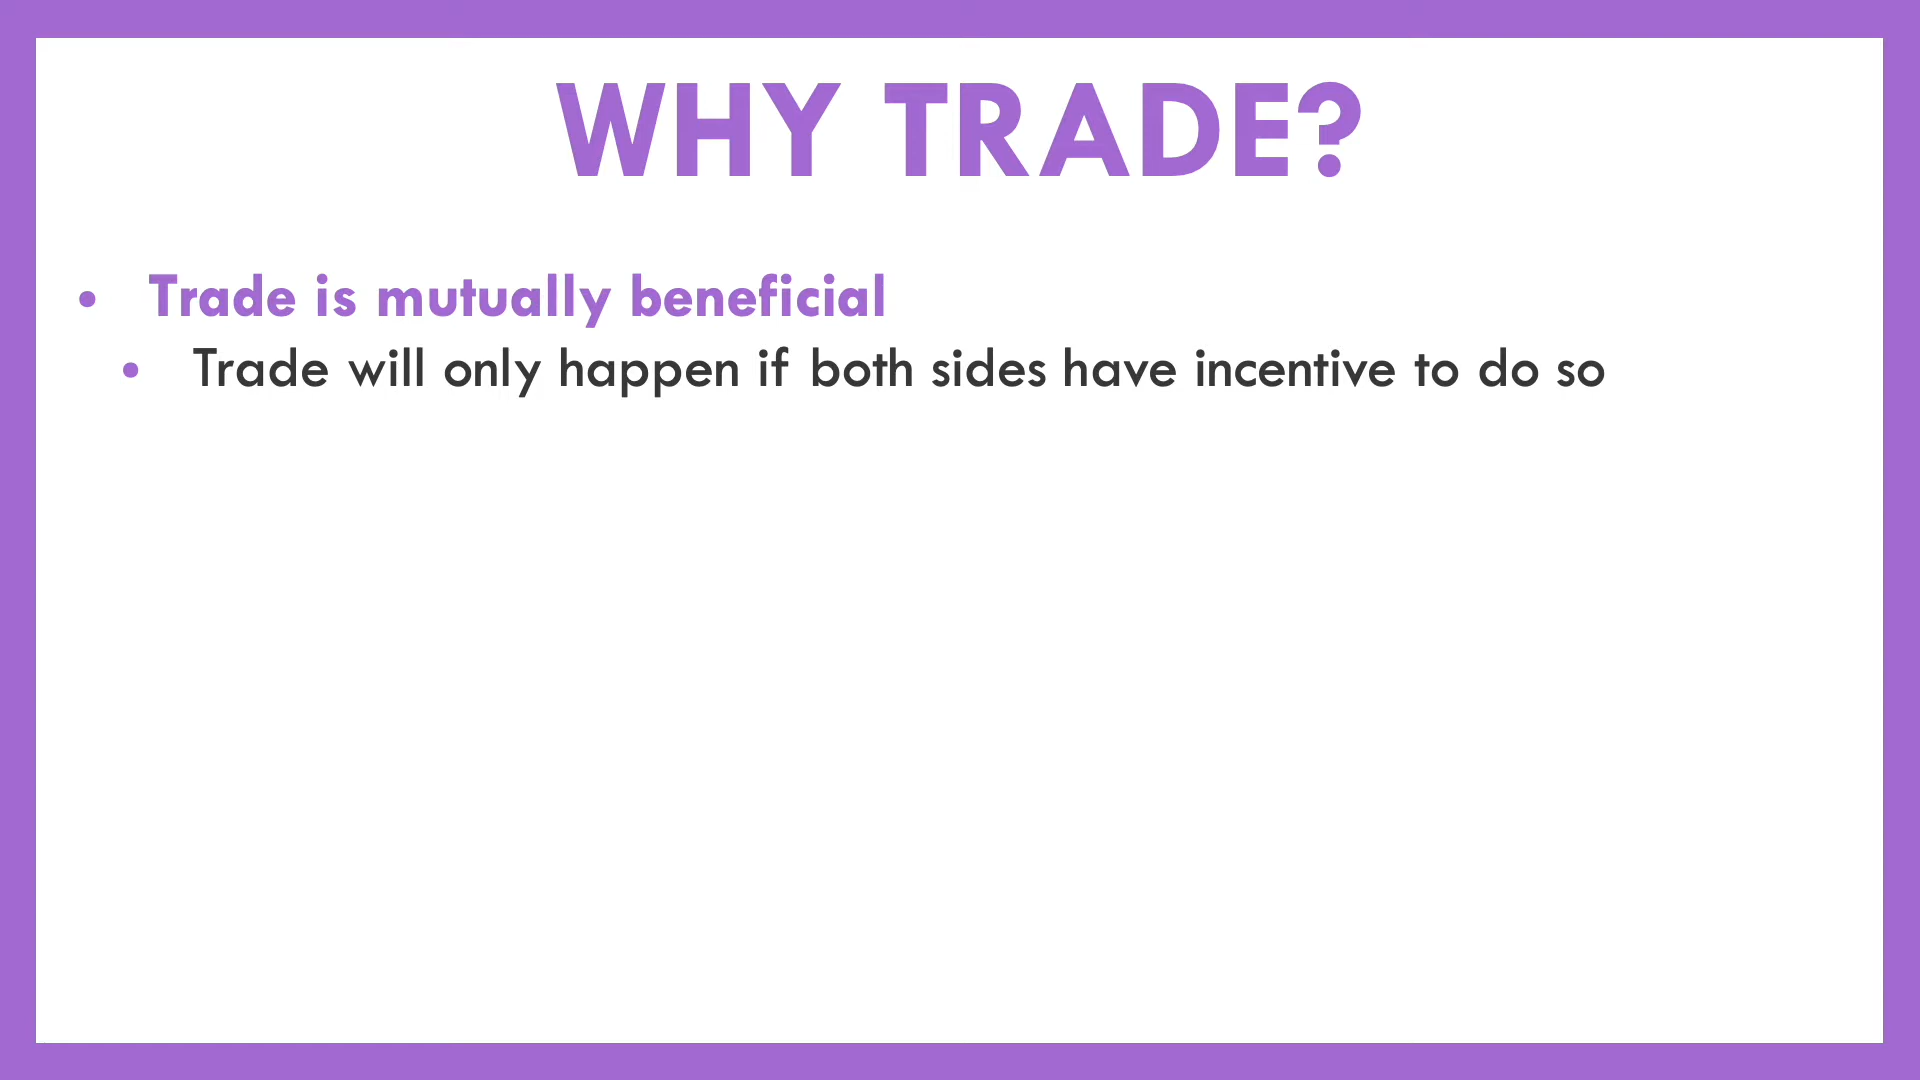 WHY TRADE?
• Trade is mutually beneficial
• Trade will only happen if both sides have incentive to do so